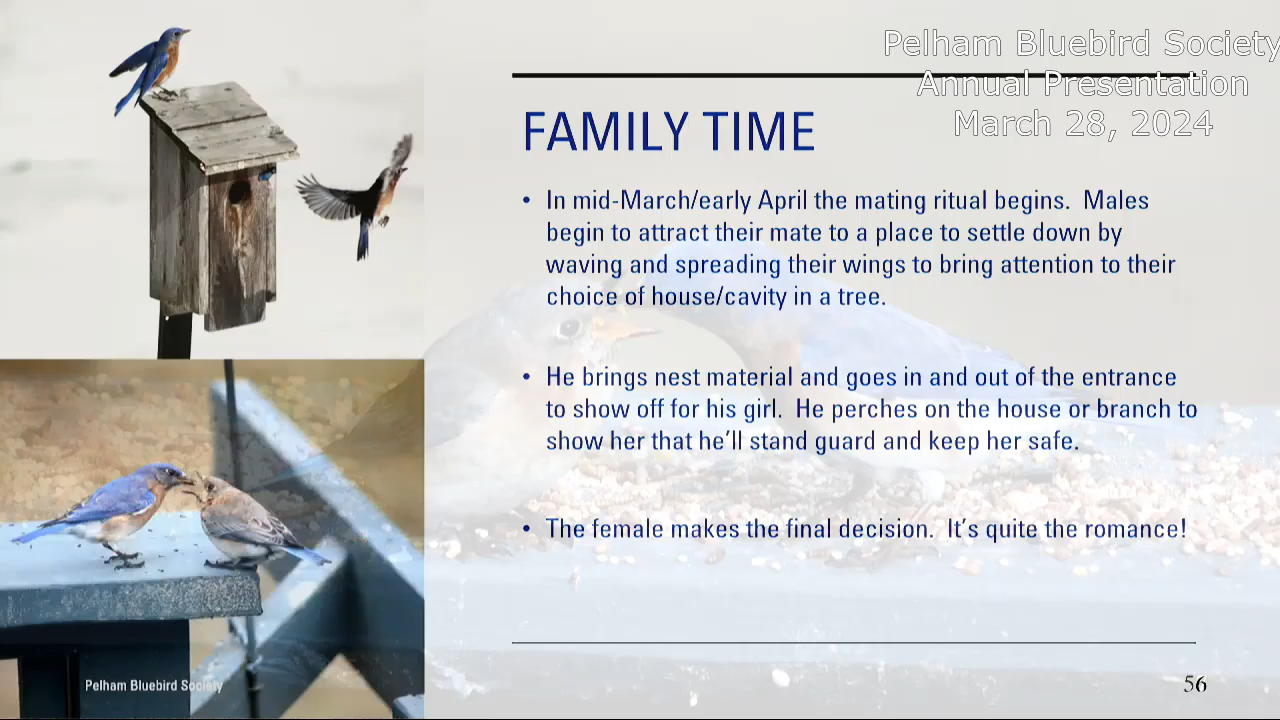 Pelham Bluebird Society
Annual Presentation
March 28, 2024
FAMILY TIME
• In mid-March/early April the mating ritual begins.  Males
begin to attract their mate to a place to settle down by
waving and spreading their wings to bring attention to their
choice of house/cavity in a tree.
• He brings nest material and goes in and out of the entrance
to show off for his girl.  He perches on the house or branch to
show her that he’ll stand guard and keep her safe.
• The female makes the final decision.  It’s quite the romance!
Pelham Bluebird Society
56